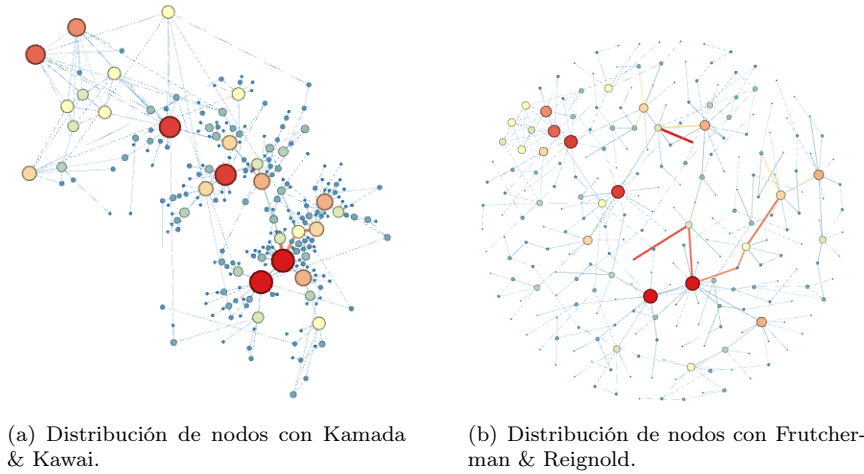 (a) Distribución de nodos con Kamada
& Kawai.
(b) Distribución de nodos con Frutcher-
man & Reignold.